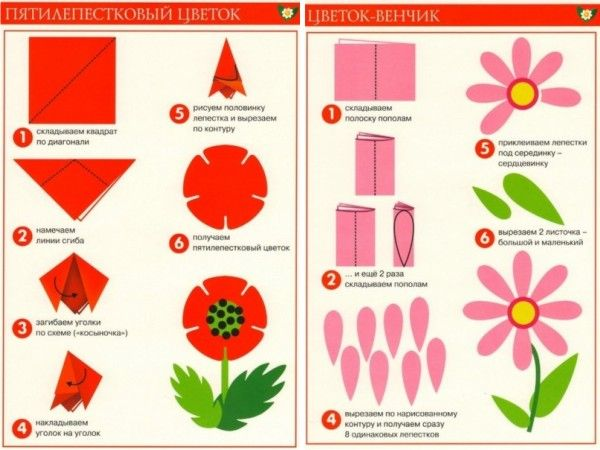 ПЯТИЛЕПЕСТКОВЫЙ ЦВЕТОК
1
складываем квадрат
по диагонали
2
намечаем
линии сгиба
3
загибаем уголки
по схеме («косыночка»)
4
накладываем
уголок на уголок
5
рисуем половинку
лепестка и вырезаем
по контуру
6
получаем
пятилепестковый цветок
ЦВЕТОК-ВЕНЧИК
1
складываем
полоску пополам
2
... и ещё 2 раза
складываем пополам
4
вырезаем по нарисованному
контуру и получаем сразу
8 одинаковых лепестков
5
приклеиваем лепестки
под серединку –
сердцевинку
6
вырезаем 2 листочка –
большой и маленький